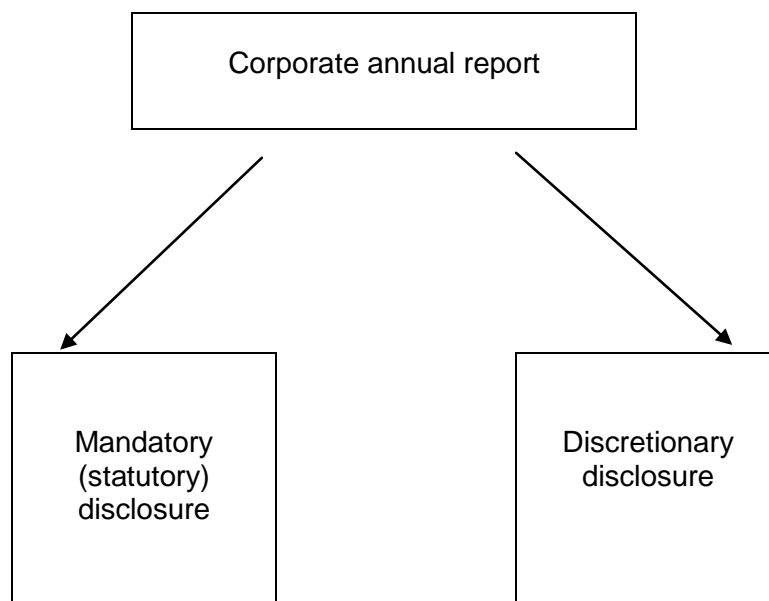 Corporate annual report
Mandatory
(statutory)
disclosure
Discretionary
disclosure